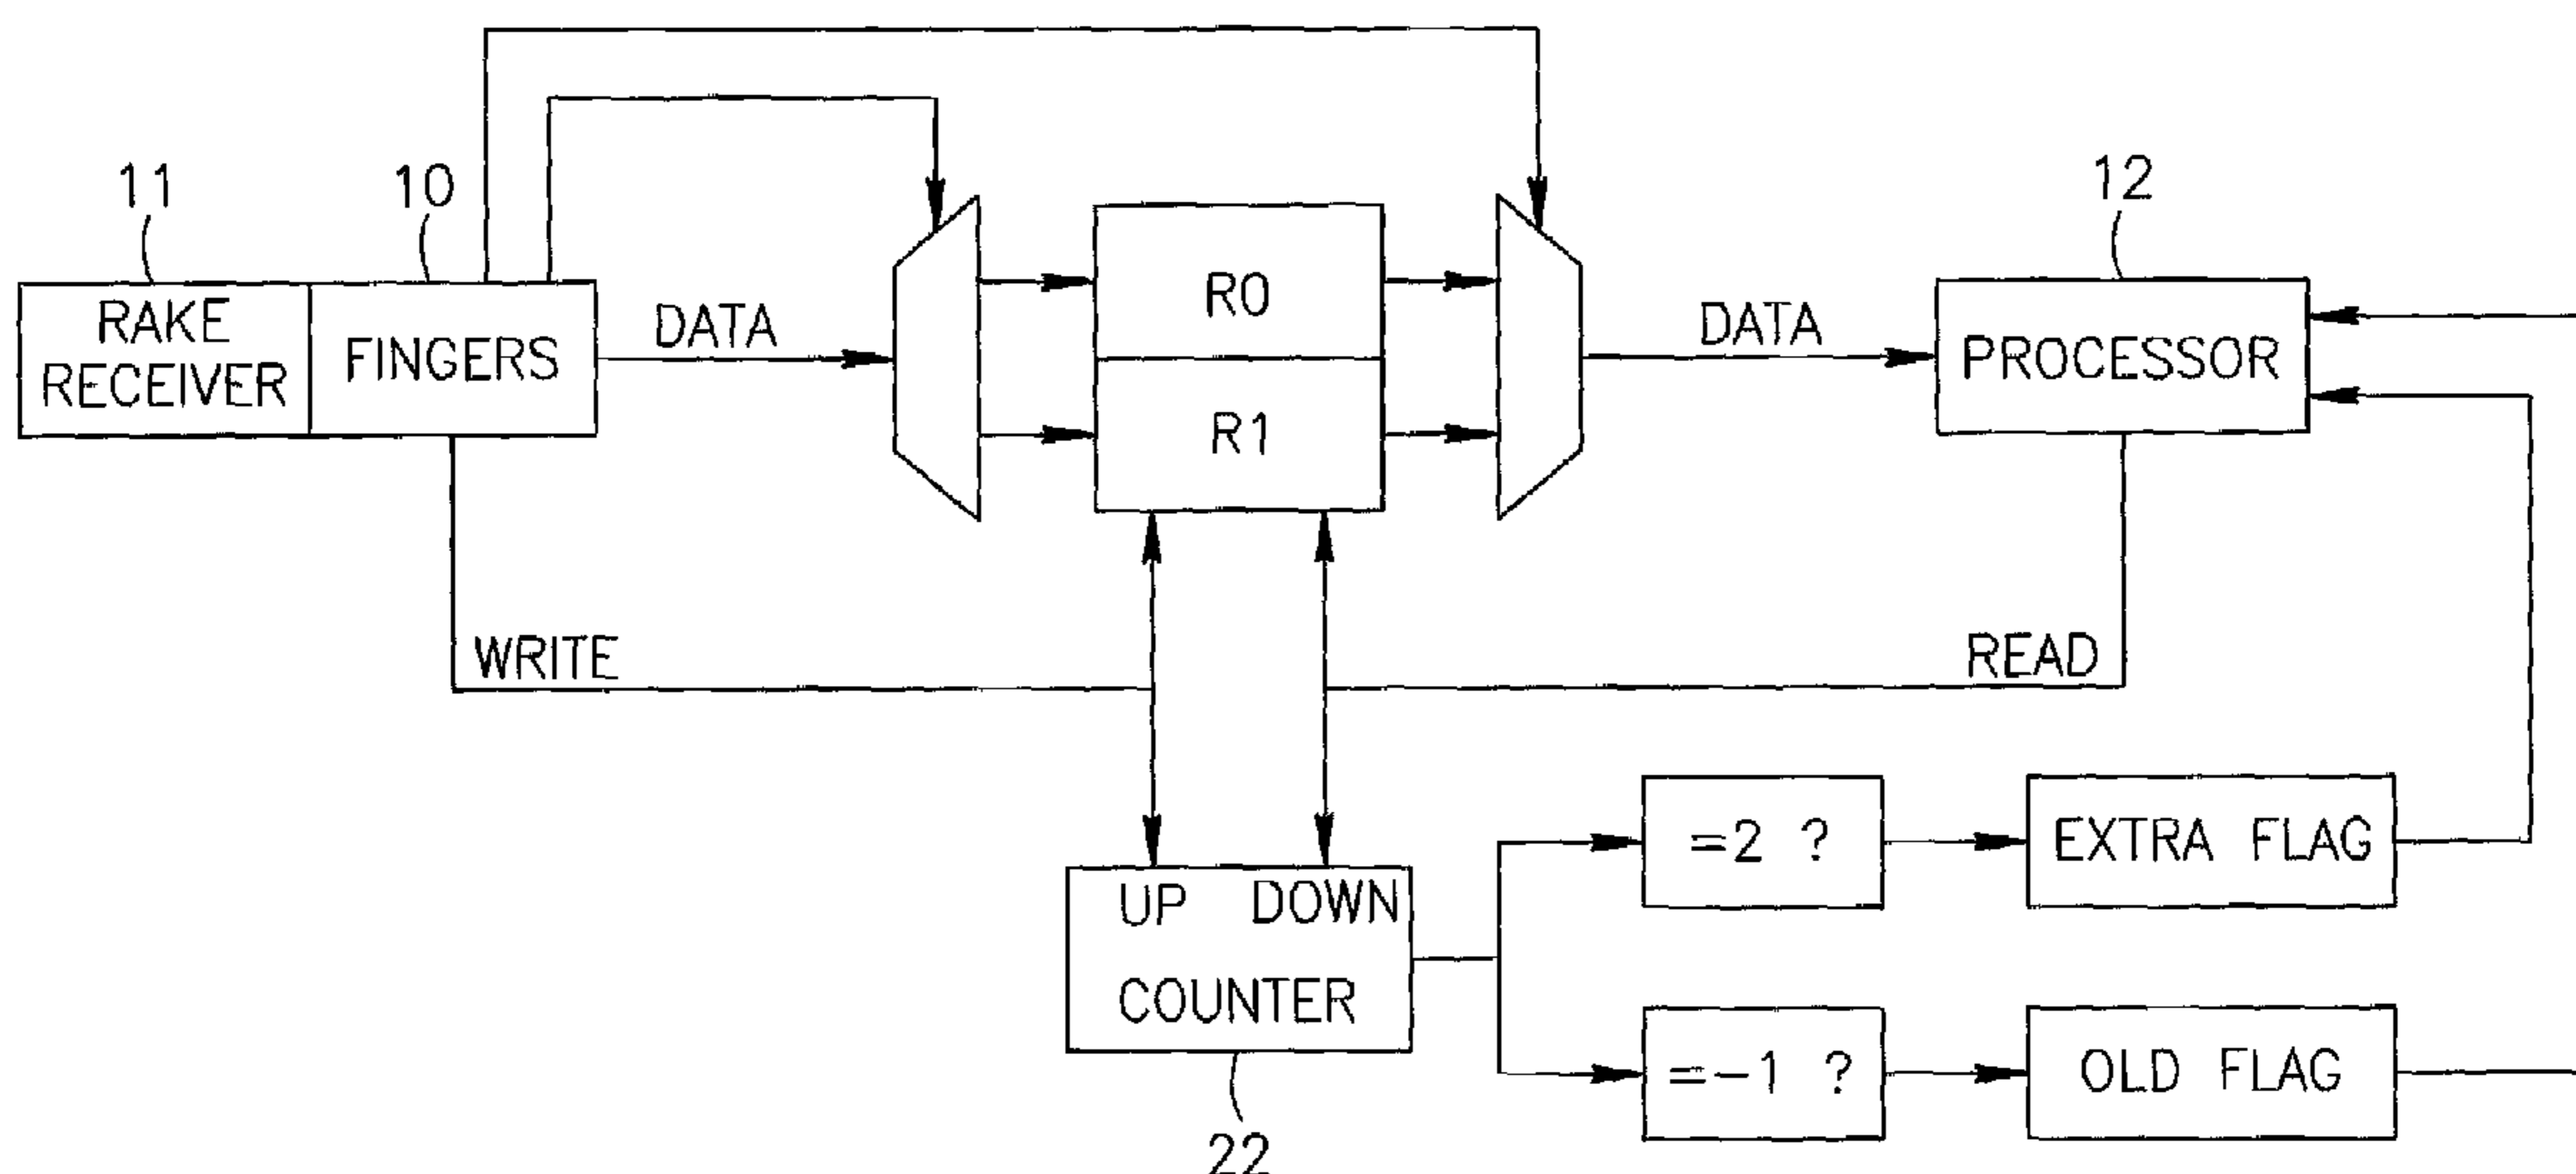 11
10
12
RAKE
RECEIVER
FINGERS
DATA
R0
R1
DATA
PROCESSOR
WRITE
READ
UP DOWN
COUNTER
=2 ?
EXTRA FLAG
=-1 ?
OLD FLAG
22